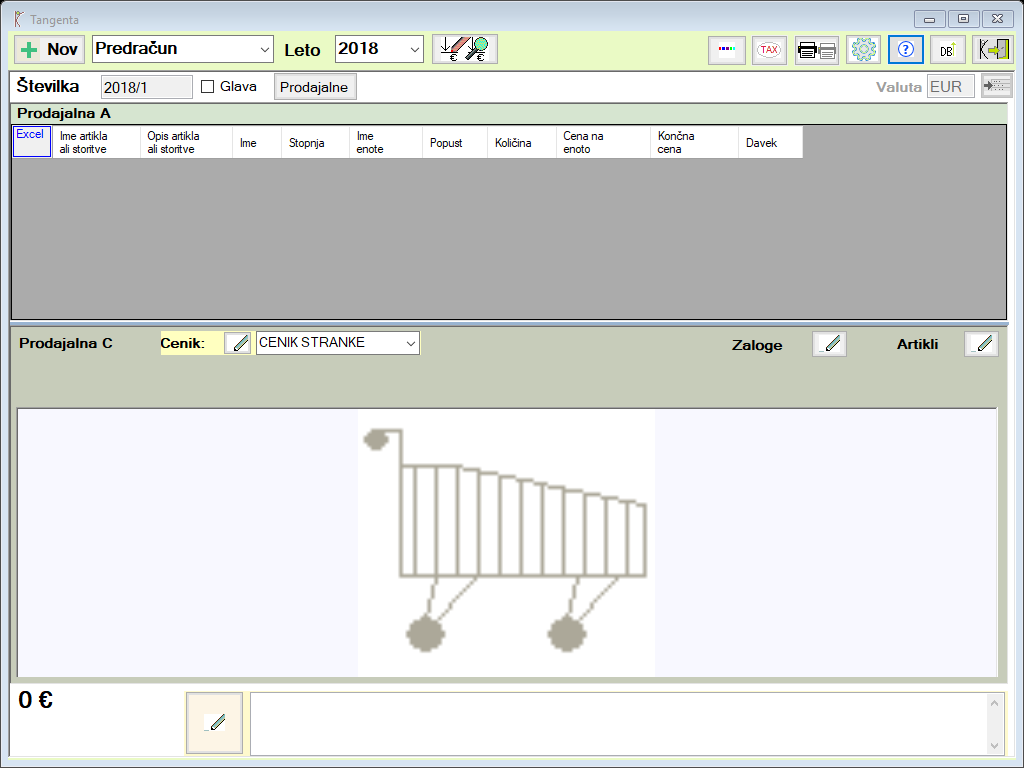 Tangenta
Nov Predračun Leto 2018 € € TAX ? DB
Številka 2018/1 Glava Prodajalne Valuta EUR
Prodajalna A
Excel Ime artikla ali storitve Opis artikla ali storitve Ime Stopnja Ime enote Popust Količina Cena na enoto Končna cena Davek
Prodajalna C Cenik: CENIK STRANKE Zaloge Artikli
0 €